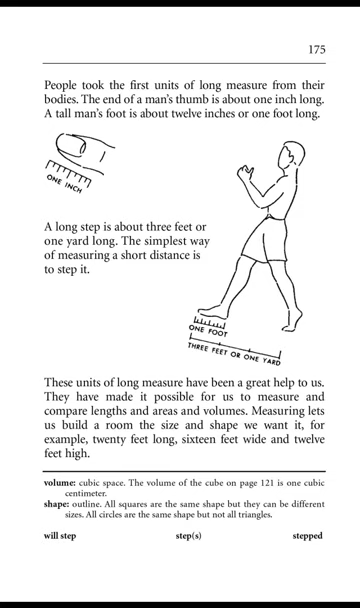 175
People took the first units of long measure from their
bodies. The end of a man's thumb is about one inch long.
A tall man's foot is about twelve inches or one foot long.
ONE INCH
A long step is about three feet or
one yard long. The simplest way
of measuring a short distance is
to step it.
ONE FOOT
THREE FEET OR ONE YARD
These units of long measure have been a great help to us.
They have made it possible for us to measure and
compare lengths and areas and volumes. Measuring lets
us build a room the size and shape we want it, for
example, twenty feet long, sixteen feet wide and twelve
feet high.
volume: cubic space. The volume of the cube on page 121 is one cubic
centimeter.
shape: outline. All squares are the same shape but they can be different
sizes. All circles are the same shape but not all triangles.
will step step(s) stepped